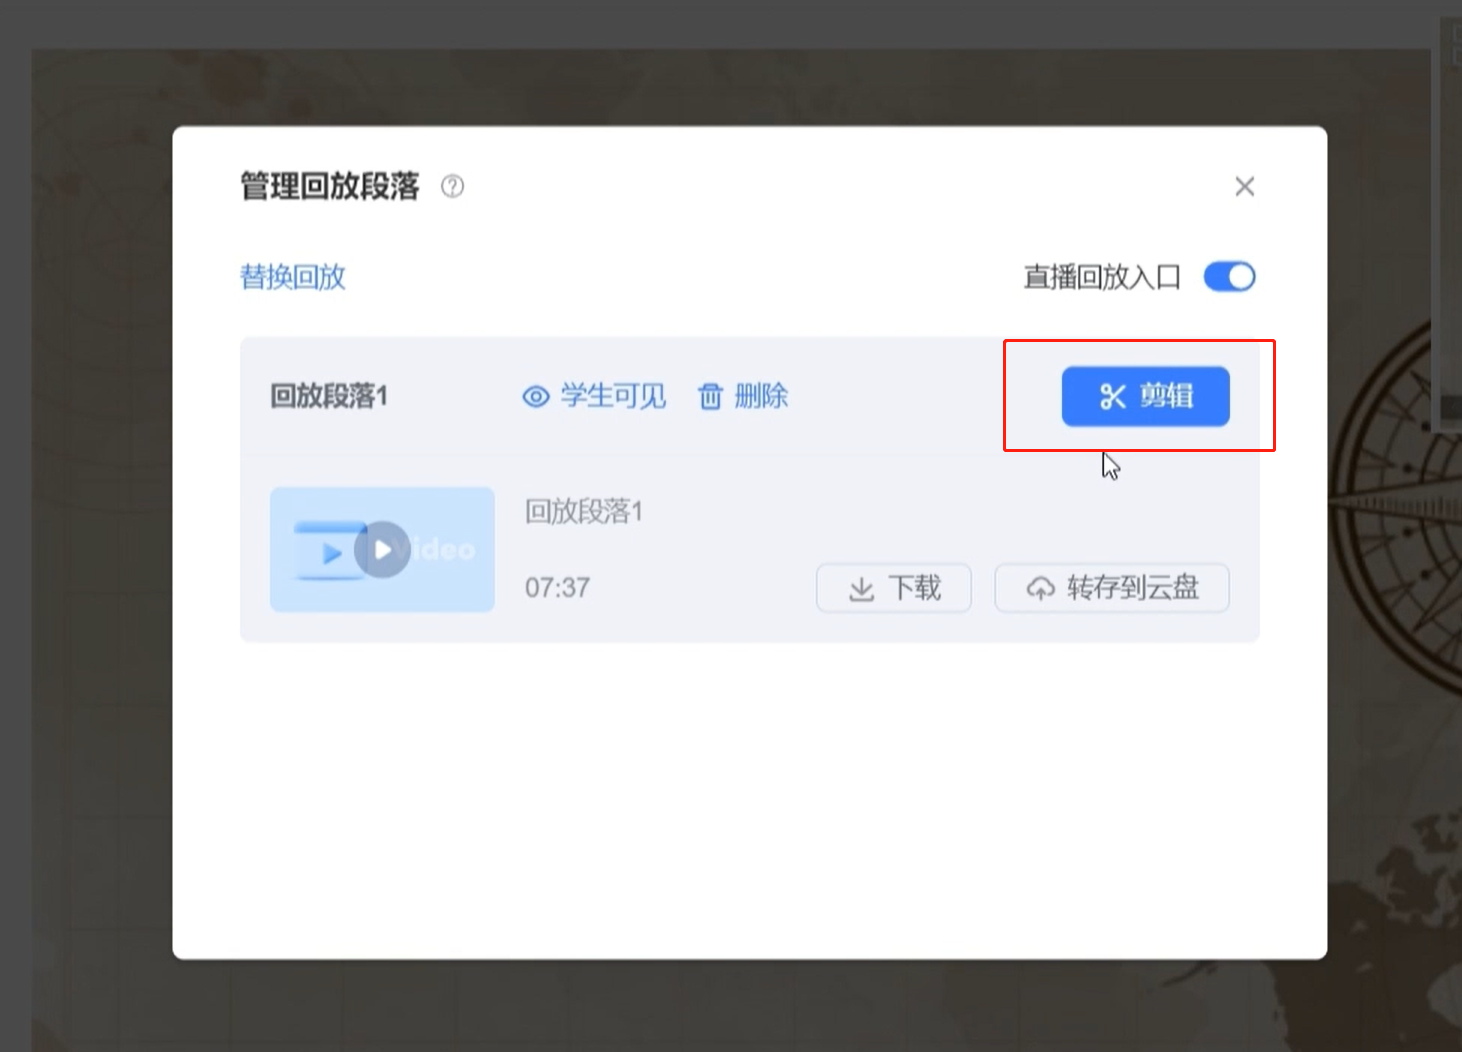 管理回放段落
替换回放
直播回放入口
回放段落1
学生可见
删除
剪辑
Video
回放段落1
07:37
下载
转存到云盘